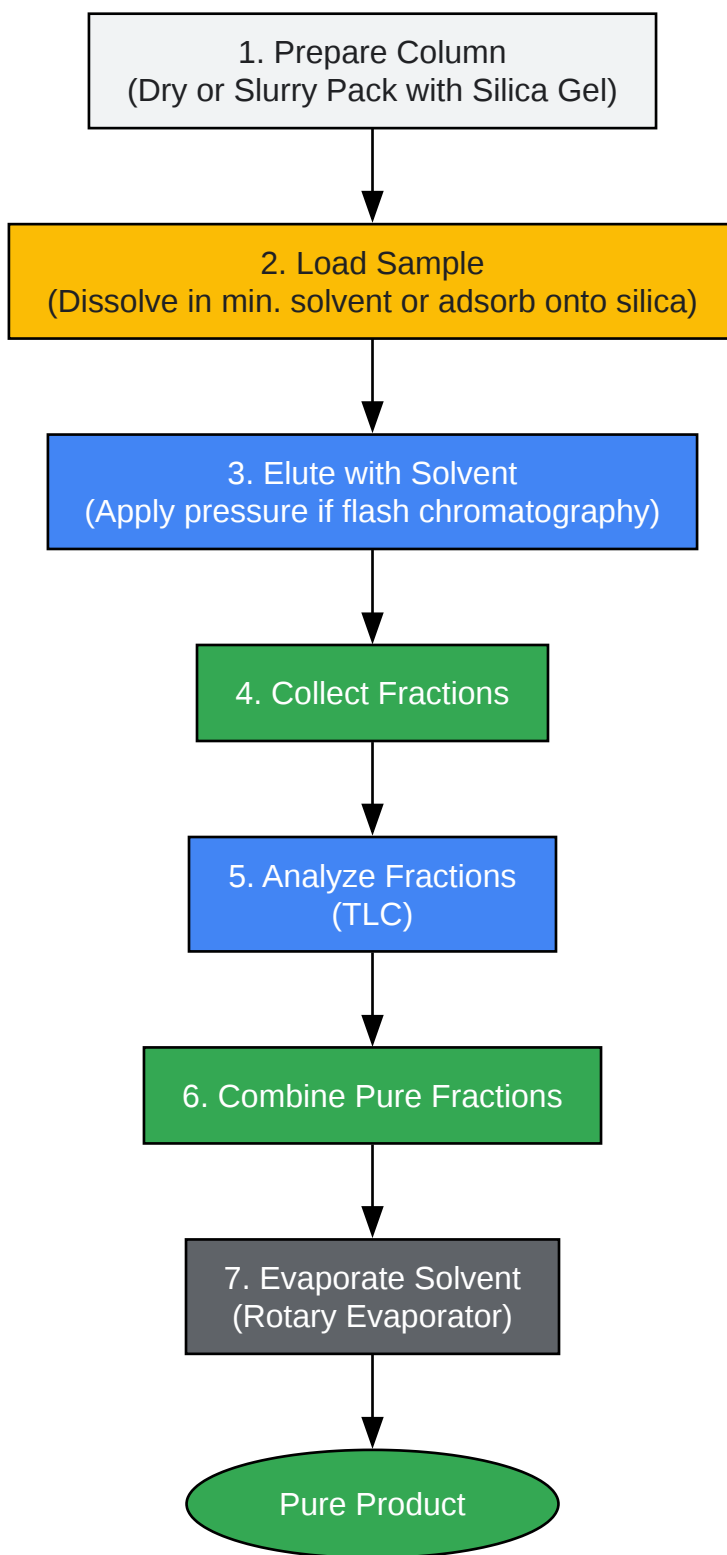 1. Prepare Column
(Dry or Slurry Pack with Silica Gel)
2. Load Sample
(Dissolve in min. solvent or adsorb onto silica)
3. Elute with Solvent
(Apply pressure if flash chromatography)
4. Collect Fractions
5. Analyze Fractions
(TLC)
6. Combine Pure Fractions
7. Evaporate Solvent
(Rotary Evaporator)
Pure Product